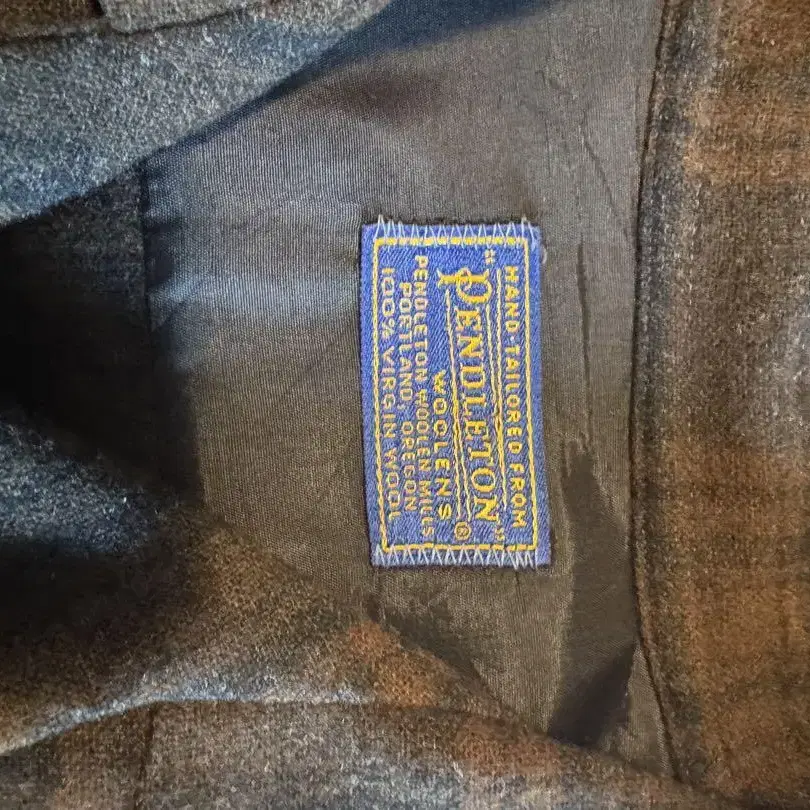 HAND-TAILORED FROM
"PENDLETON"
WOOLENS ®
PENDLETON WOOLEN MILLS
PORTLAND, OREGON
100% VIRGIN WOOL